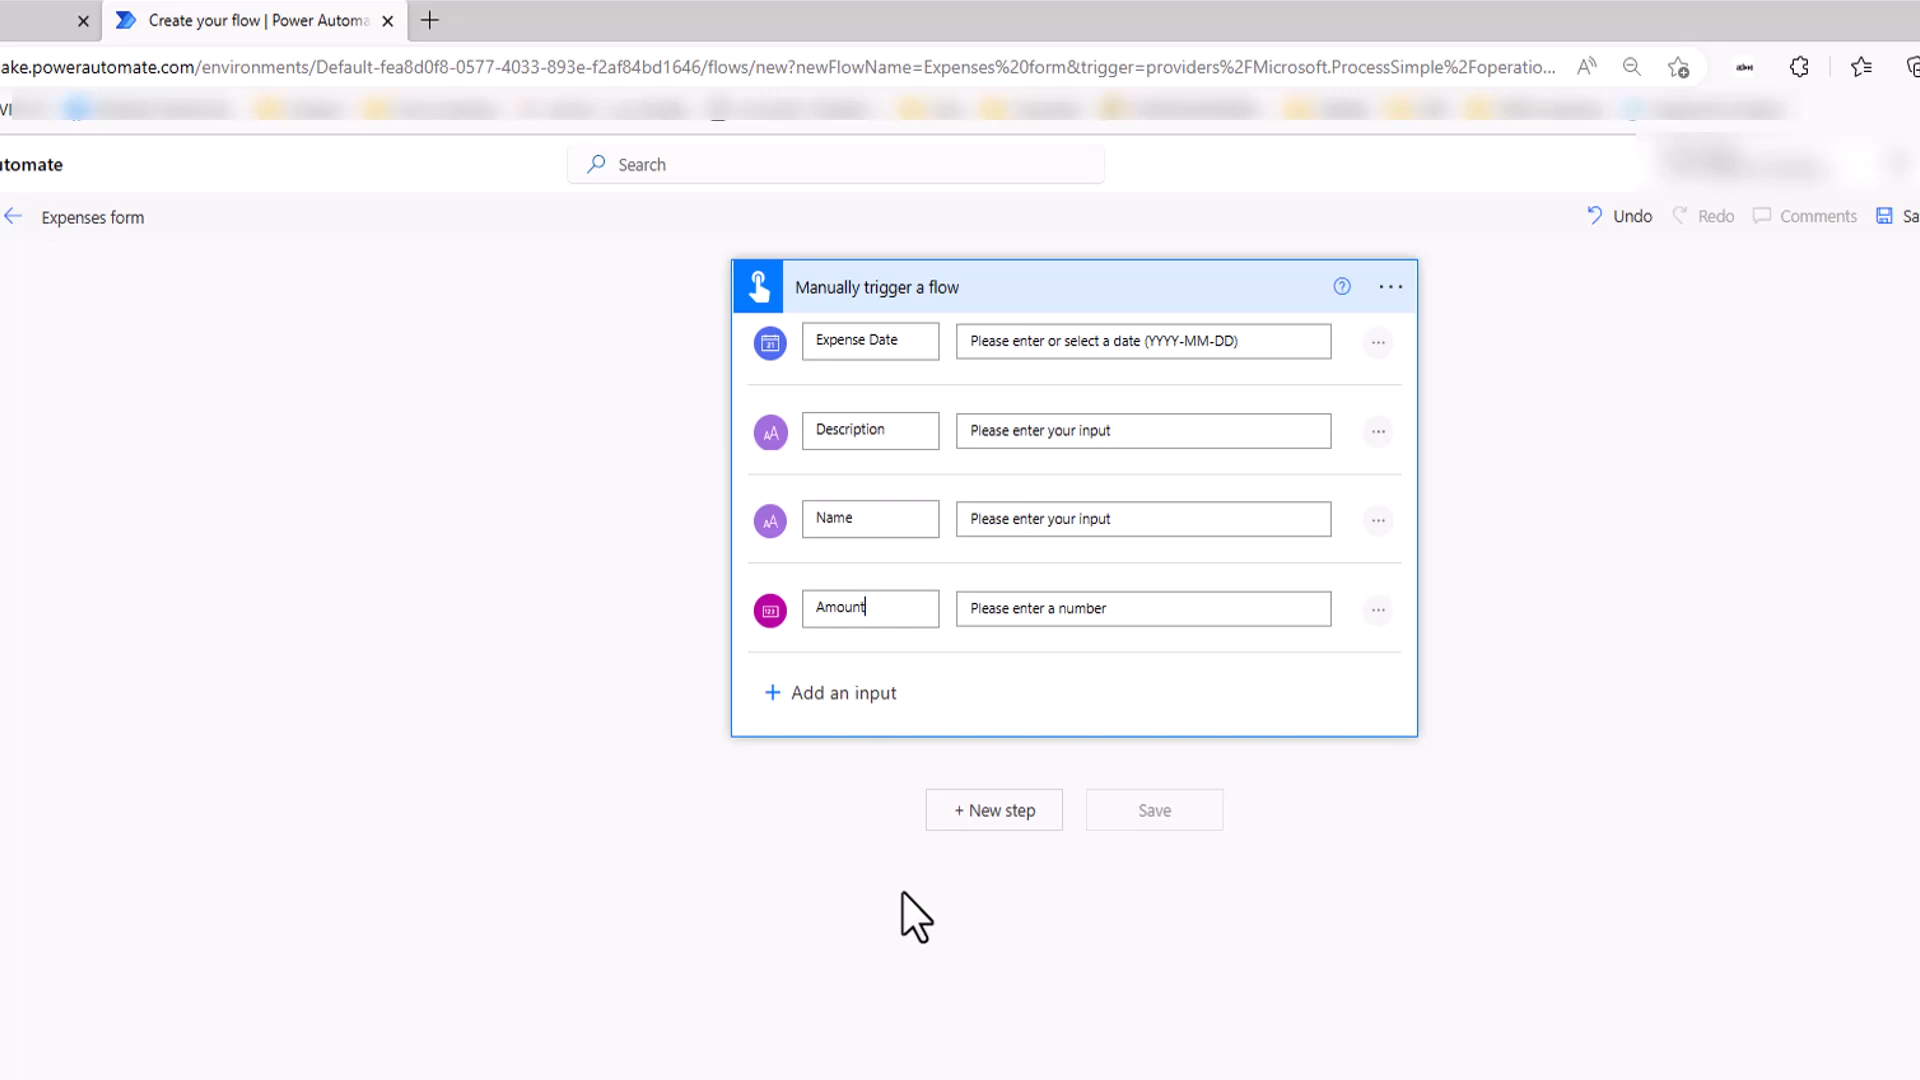 Create your flow | Power Automa
ake.powerautomate.com/environments/Default-fea8d0f8-0577-4033-893e-f2af84bd1646/flows/new?newFlowName=Expenses%20form&trigger=providers%2FMicrosoft.ProcessSimple%2Foperatio...
VI
utomate
Search
Expenses form
Undo
Redo
Comments
Sa
Manually trigger a flow
Expense Date
Please enter or select a date (YYYY-MM-DD)
Description
Please enter your input
Name
Please enter your input
Amount
Please enter a number
+ Add an input
+ New step
Save